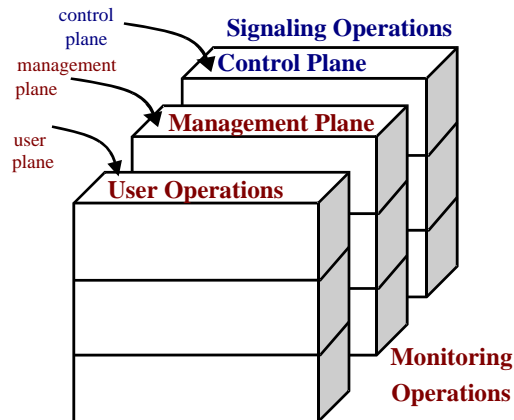 control
plane
Signaling Operations
Control Plane
management
plane
Management Plane
user
plane
User Operations
Monitoring
Operations